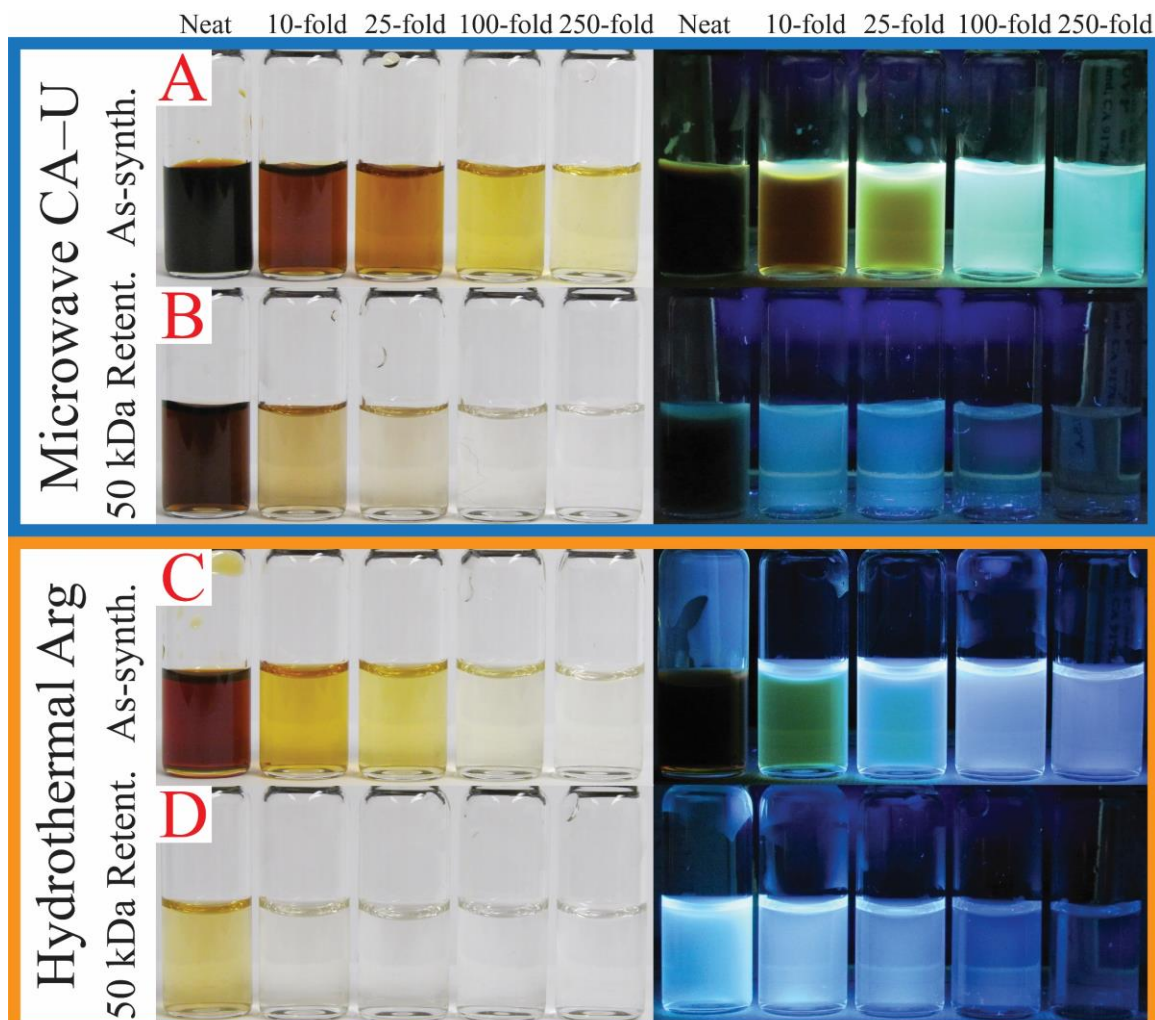 Neat 10-fold 25-fold 100-fold 250-fold Neat 10-fold 25-fold 100-fold 250-fold
Microwave CA–U
As-synth.
A
50 kDa Retent.
B
Hydrothermal Arg
As-synth.
C
50 kDa Retent.
D